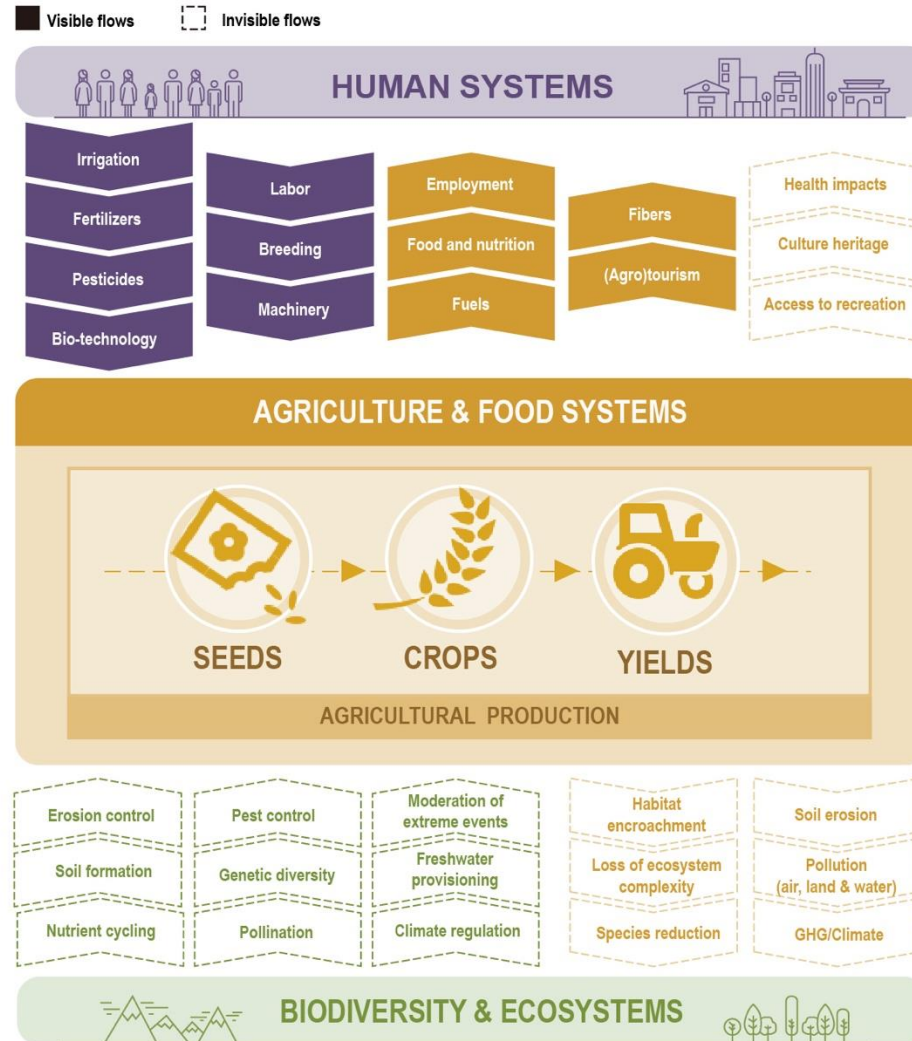 Visible flows
Invisible flows
HUMAN SYSTEMS
Irrigation
Fertilizers
Pesticides
Bio-technology
Labor
Breeding
Machinery
Employment
Food and nutrition
Fuels
Fibers
(Agro)tourism
Health impacts
Culture heritage
Access to recreation
AGRICULTURE & FOOD SYSTEMS
SEEDS
CROPS
YIELDS
AGRICULTURAL PRODUCTION
Erosion control
Soil formation
Nutrient cycling
Pest control
Genetic diversity
Pollination
Moderation of
extreme events
Freshwater
provisioning
Climate regulation
Habitat
encroachment
Loss of ecosystem
complexity
Species reduction
Soil erosion
Pollution
(air, land & water)
GHG/Climate
BIODIVERSITY & ECOSYSTEMS